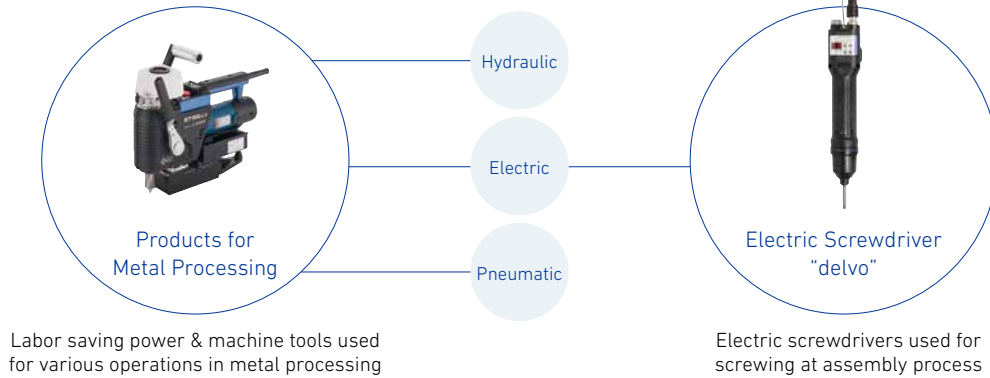 Hydraulic
Electric
Pneumatic
Products for
Metal Processing
Electric Screwdriver
“delvo”
Labor saving power & machine tools used
for various operations in metal processing
Electric screwdrivers used for
screwing at assembly process